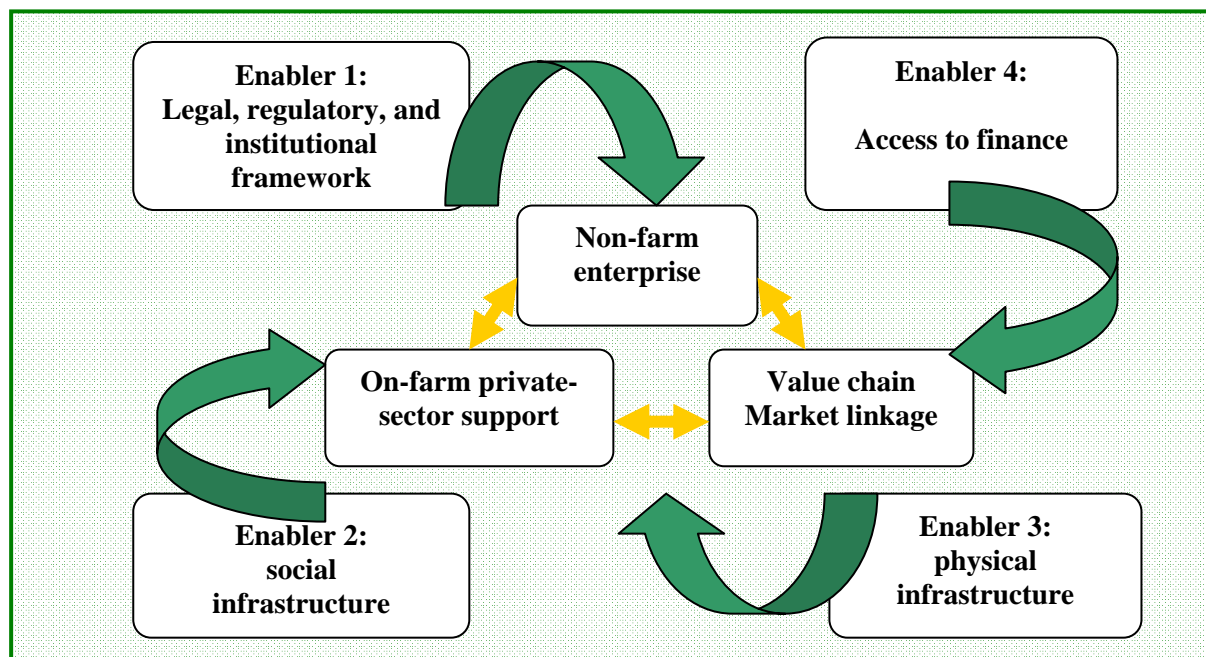 Enabler 1:
Legal, regulatory, and
institutional
framework
Enabler 4:
Access to finance
Non-farm
enterprise
On-farm private-
sector support
Value chain
Market linkage
Enabler 2:
social
infrastructure
Enabler 3:
physical
infrastructure